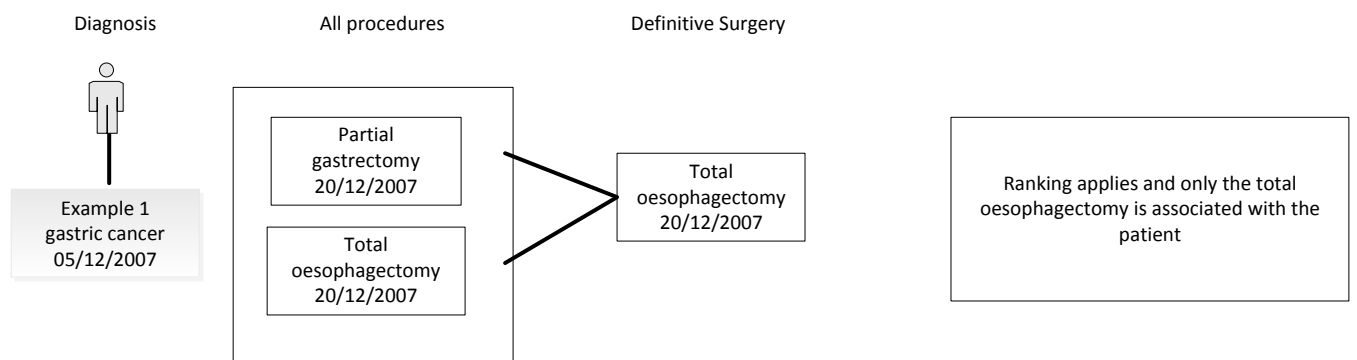 Diagnosis
All procedures
Definitive Surgery
Example 1
gastric cancer
05/12/2007
Partial
gastrectomy
20/12/2007
Total
oesophagectomy
20/12/2007
Total
oesophagectomy
20/12/2007
Ranking applies and only the total
oesophagectomy is associated with the
patient